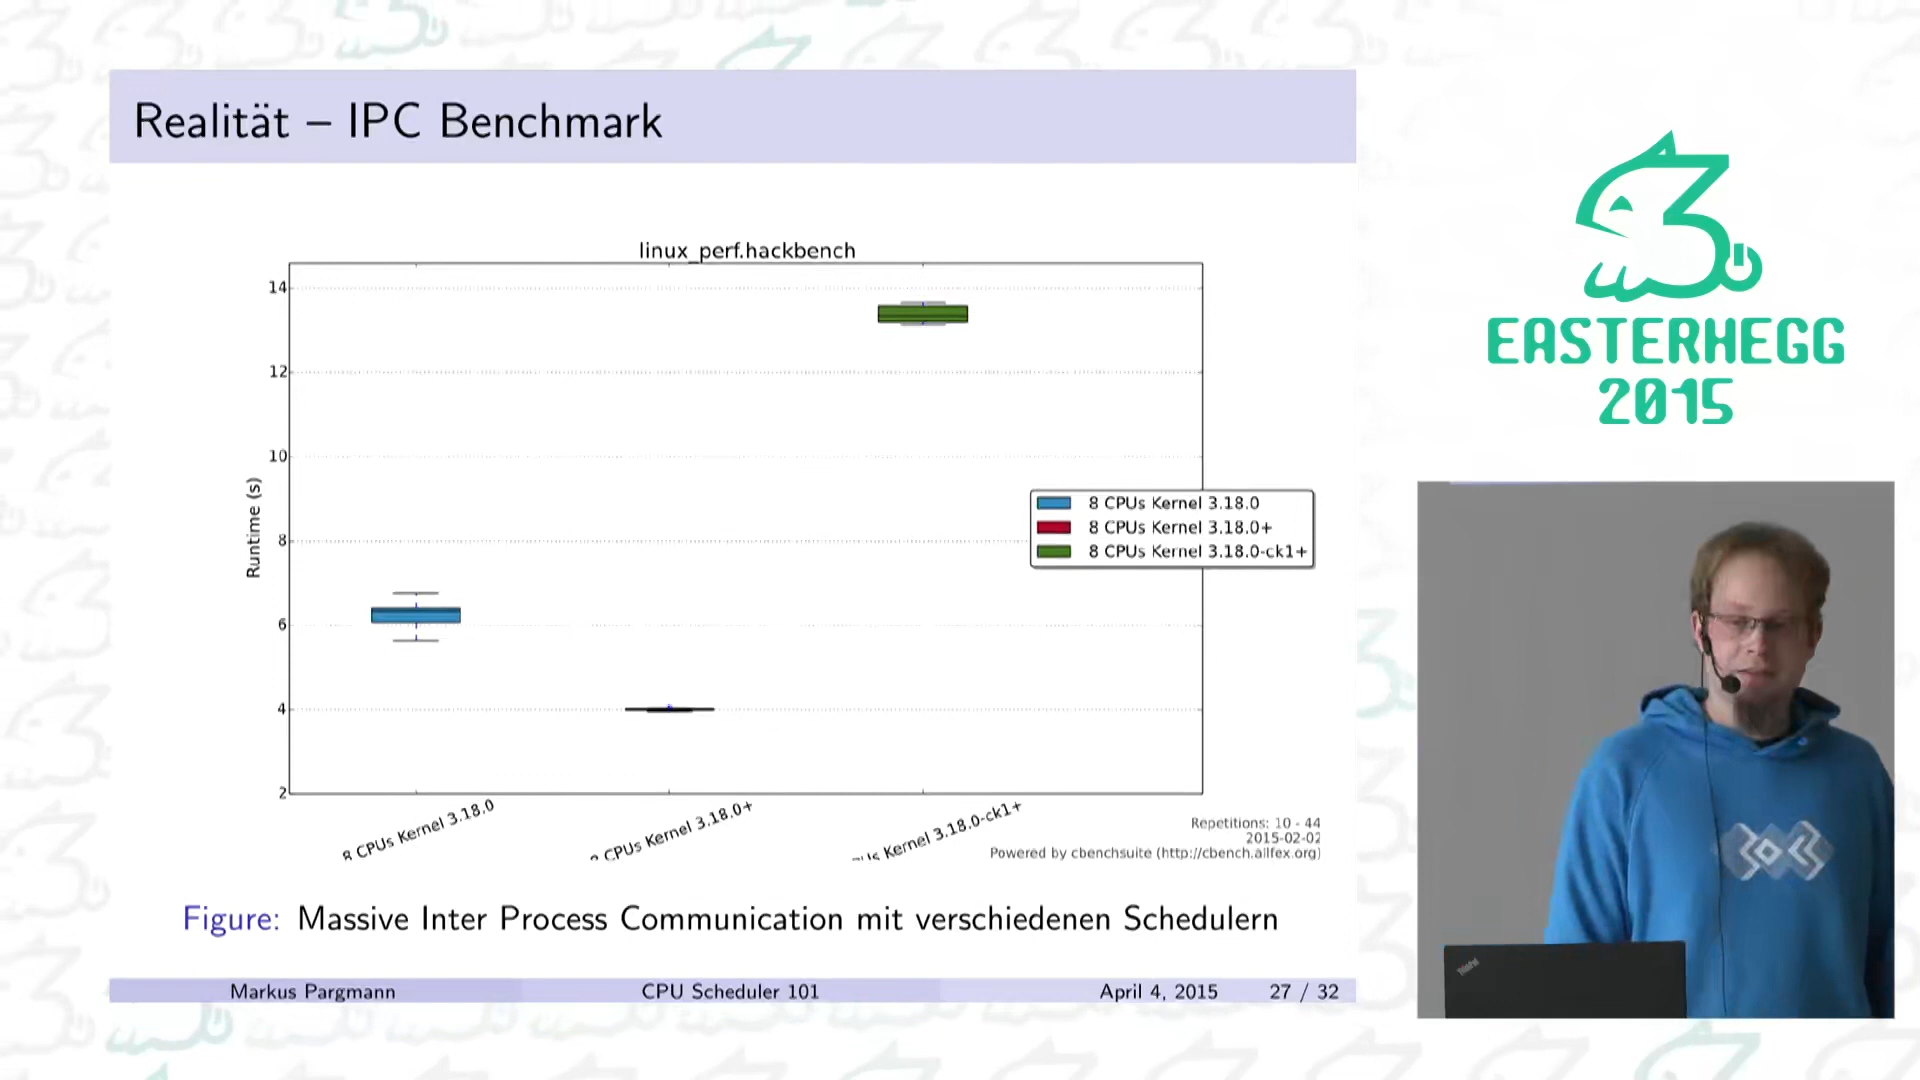 Realität – IPC Benchmark
linux_perf.hackbench
14
12
10
8
6
4
2
Runtime (s)
8 CPUs Kernel 3.18.0
8 CPUs Kernel 3.18.0+
8 CPUs Kernel 3.18.0-ck1+
8 CPUs Kernel 3.18.0
CPUs Kernel 3.18.0+
Kernel 3.18.0-ck1+
Repetitions: 10 - 44
2015-02-02
Powered by cbenchsuite (http://cbench.allfex.org)
Figure: Massive Inter Process Communication mit verschiedenen Schedulern
Markus Pargmann CPU Scheduler 101 April 4, 2015 27 / 32
EASTERHEGG
2015
ThinkPad